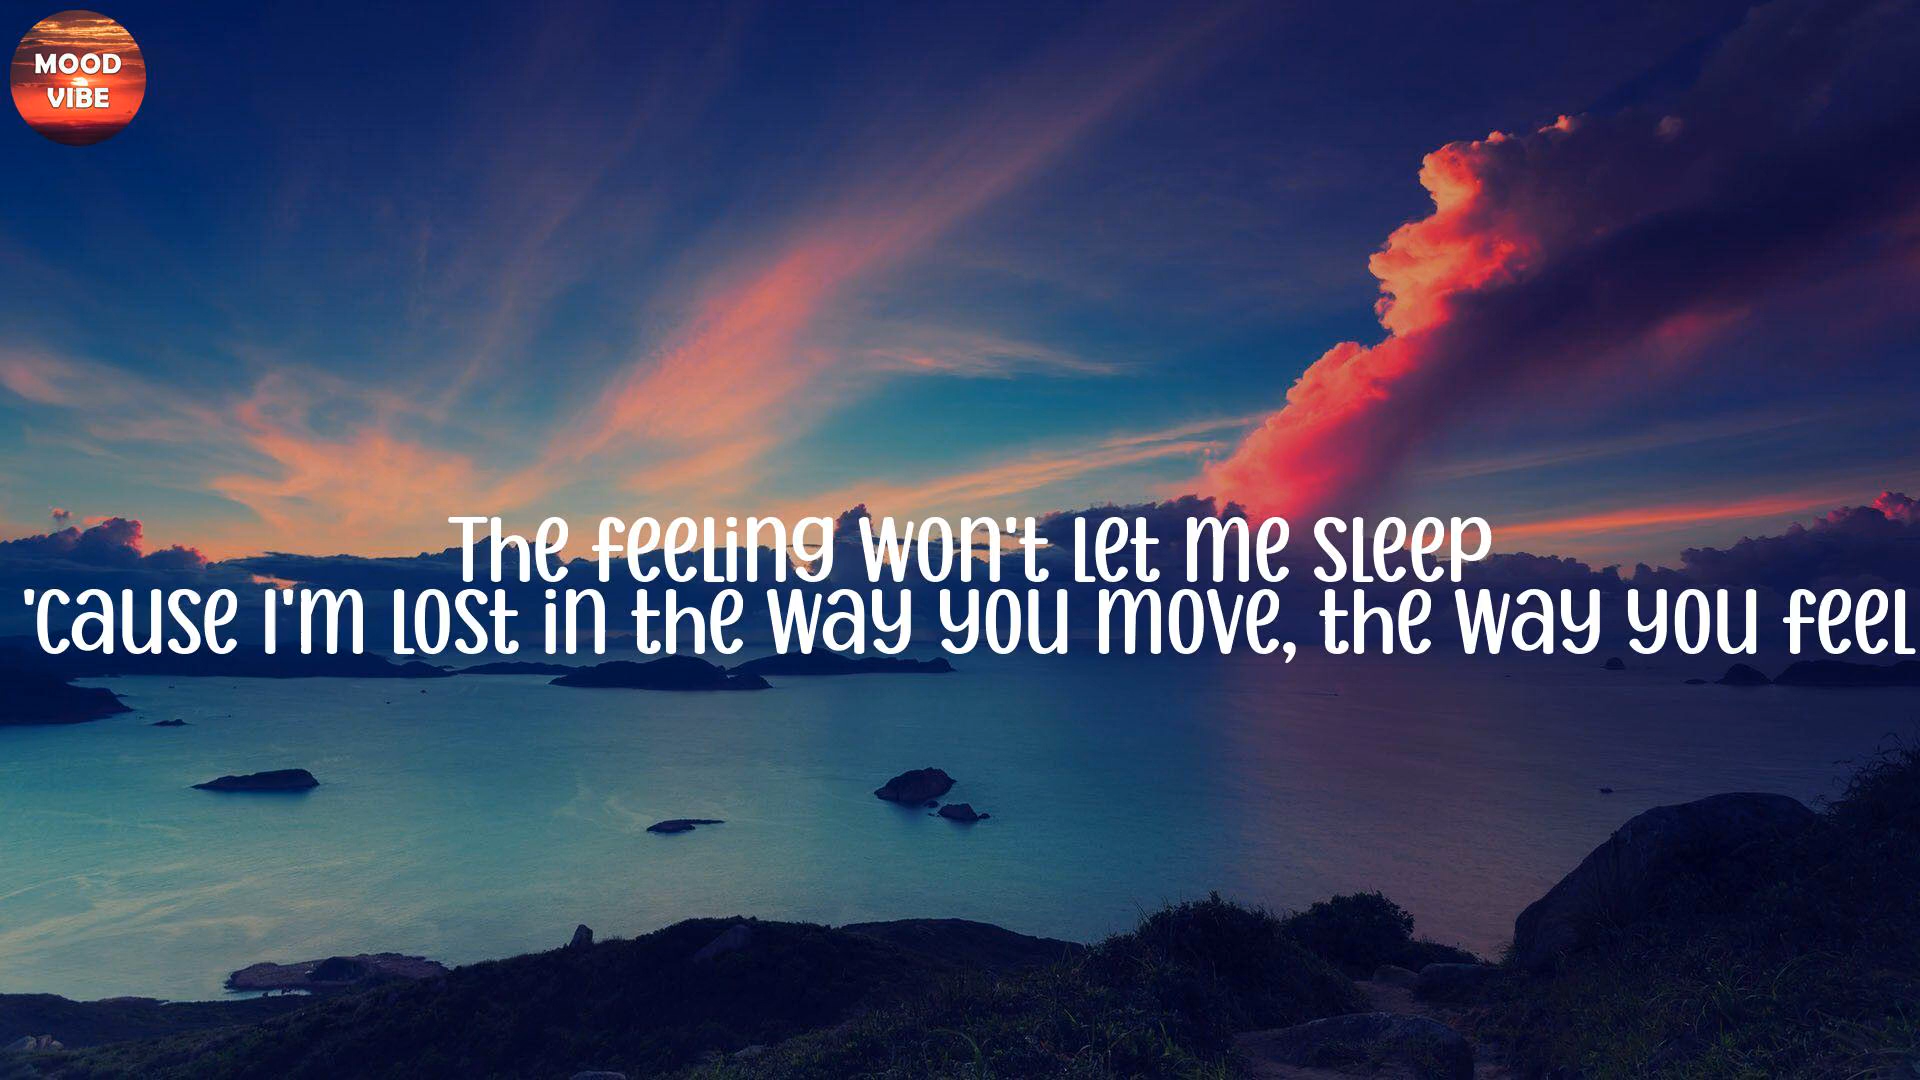 MOOD
VIBE
The feeling won't let me sleep
'cause I'm lost in the way you move, the way you feel